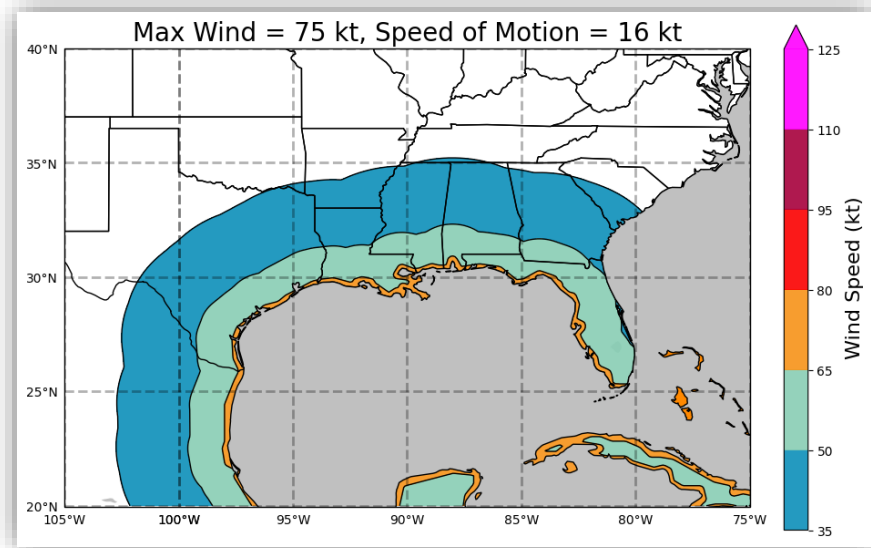 Max Wind = 75 kt, Speed of Motion = 16 kt
40°N
35°N
30°N
25°N
20°N
105°W
100°W
95°W
90°W
85°W
80°W
75°W
125
110
95
80
65
50
35
Wind Speed (kt)